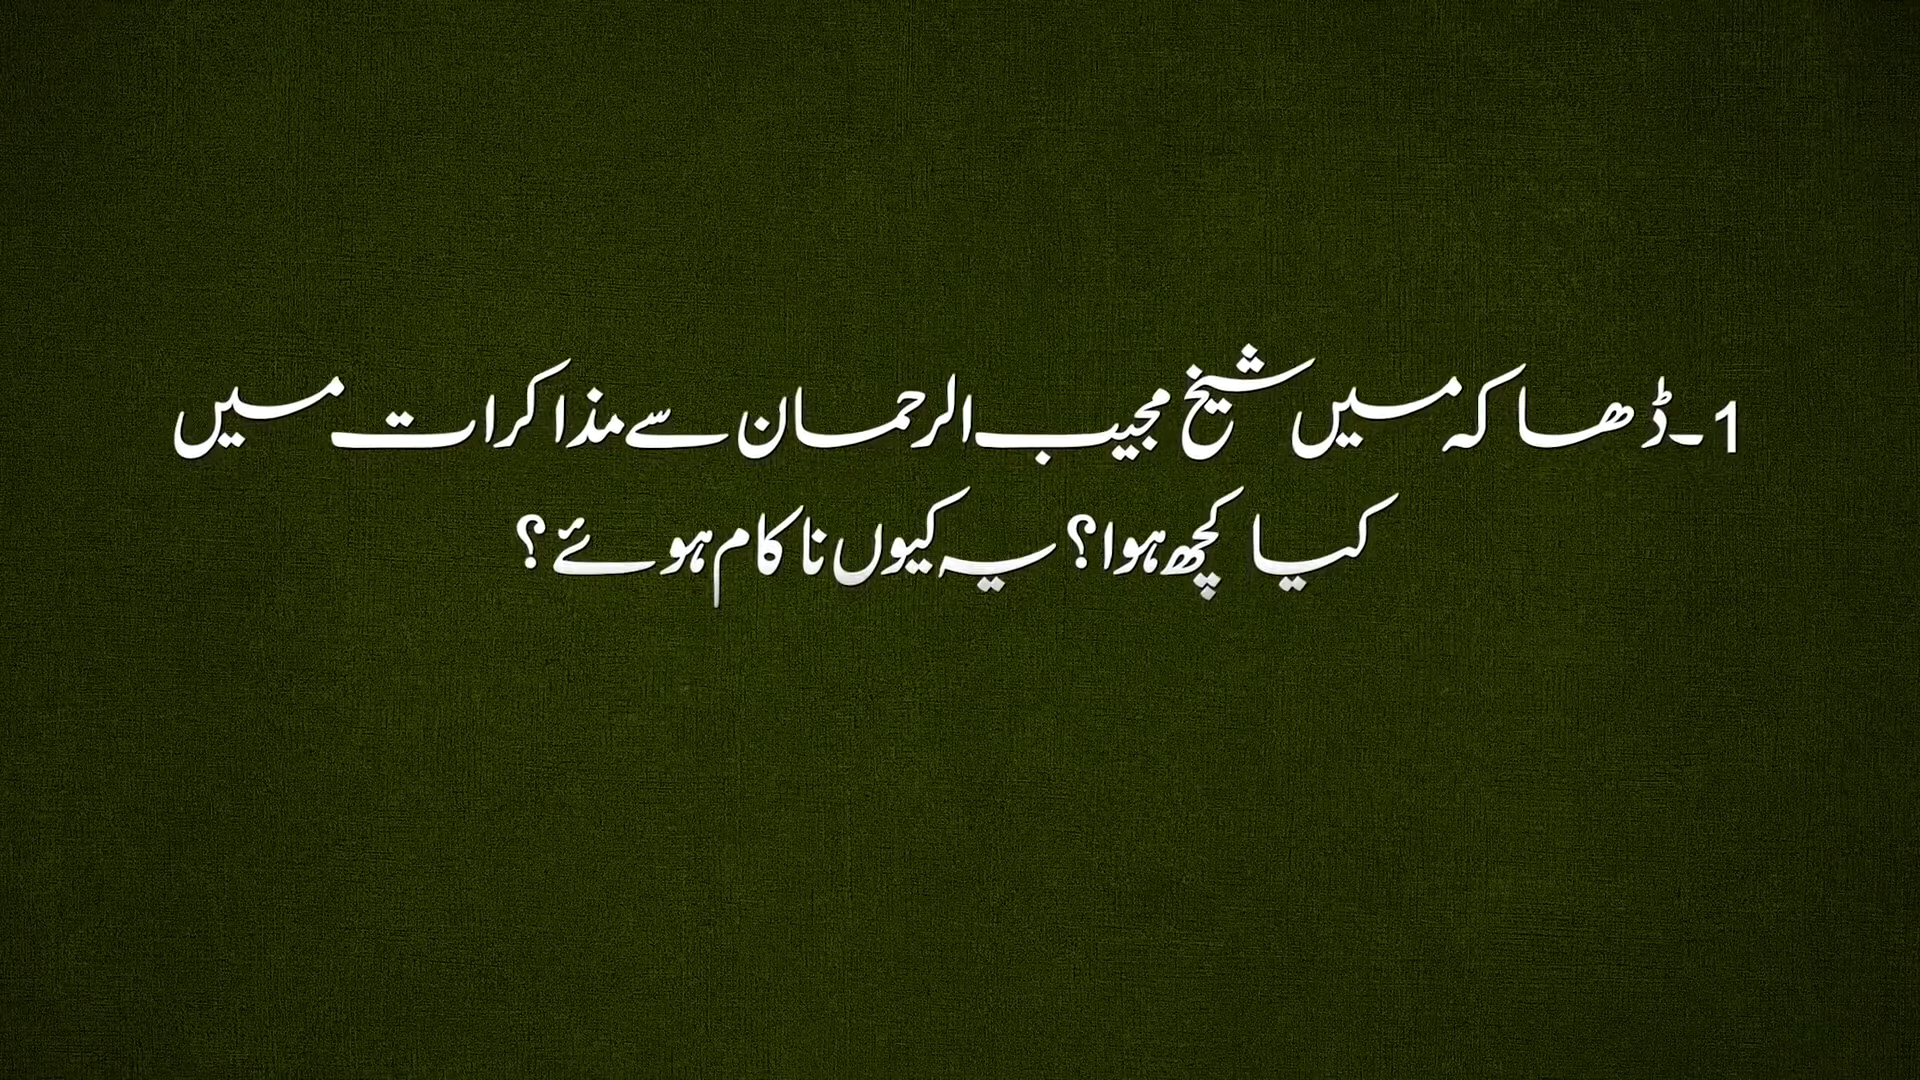 1۔ڈھاکہ میں شیخ مجیب الرحمان سے مذاکرات میں
کیا کچھ ہوا؟ یہ کیوں ناکام ہوئے؟